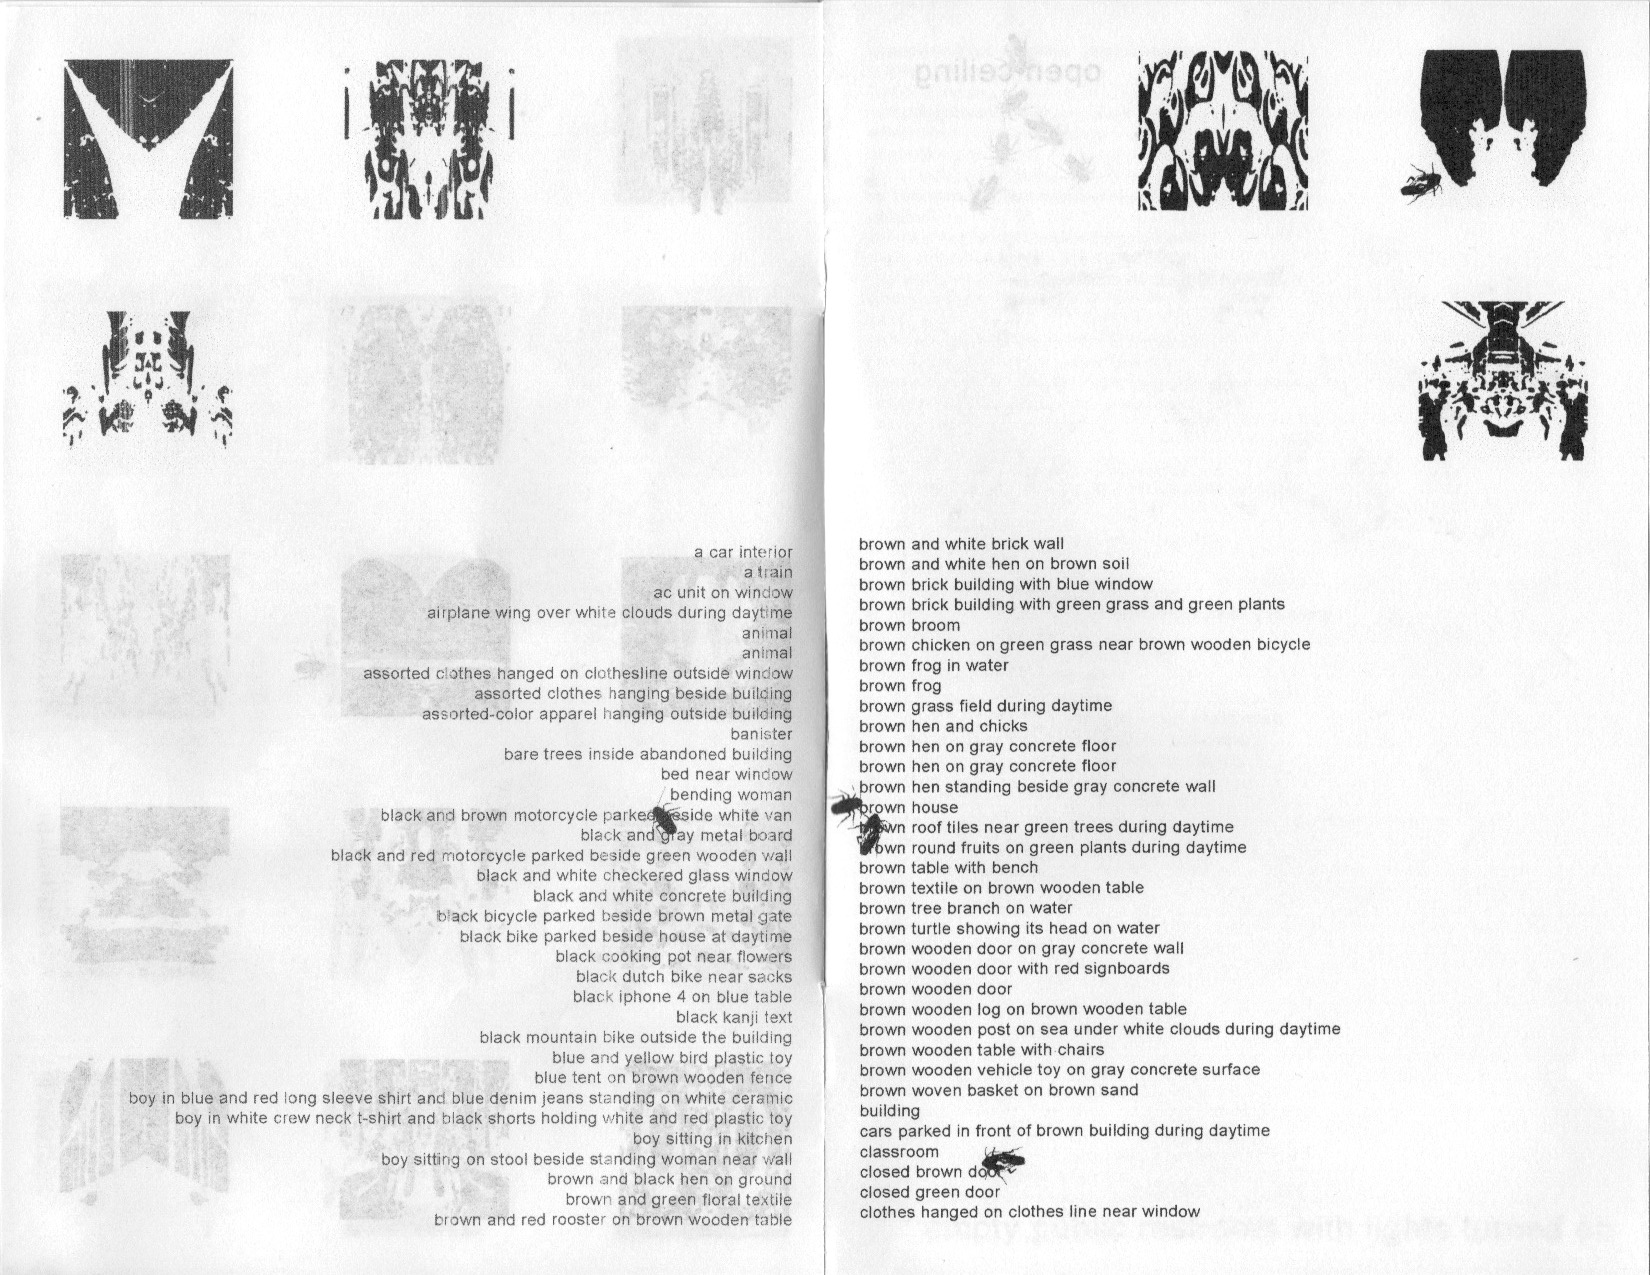 open ceiling
a car interior
a train
ac unit on window
airplane wing over white clouds during daytime
animal
animal
assorted clothes hanged on clothesline outside window
assorted clothes hanging beside building
assorted-color apparel hanging outside building
banister
bare trees inside abandoned building
bed near window
bending woman
black and brown motorcycle parked beside white van
black and gray metal board
black and red motorcycle parked beside green wooden wall
black and white checkered glass window
black and white concrete building
black bicycle parked beside brown metal gate
black bike parked beside house at daytime
black cooking pot near flowers
black dutch bike near sacks
black iphone 4 on blue table
black kanji text
black mountain bike outside the building
blue and yellow bird plastic toy
blue tent on brown wooden fence
boy in blue and red long sleeve shirt and blue denim jeans standing on white ceramic
boy in white crew neck t-shirt and black shorts holding white and red plastic toy
boy sitting in kitchen
boy sitting on stool beside standing woman near wall
brown and black hen on ground
brown and green floral textile
brown and red rooster on brown wooden table
brown and white brick wall
brown and white hen on brown soil
brown brick building with blue window
brown brick building with green grass and green plants
brown broom
brown chicken on green grass near brown wooden bicycle
brown frog in water
brown frog
brown grass field during daytime
brown hen and chicks
brown hen on gray concrete floor
brown hen on gray concrete floor
brown hen standing beside gray concrete wall
brown house
brown roof tiles near green trees during daytime
brown round fruits on green plants during daytime
brown table with bench
brown textile on brown wooden table
brown tree branch on water
brown turtle showing its head on water
brown wooden door on gray concrete wall
brown wooden door with red signboards
brown wooden door
brown wooden log on brown wooden table
brown wooden post on sea under white clouds during daytime
brown wooden table with chairs
brown wooden vehicle toy on gray concrete surface
brown woven basket on brown sand
building
cars parked in front of brown building during daytime
classroom
closed brown door
closed green door
clothes hanged on clothes line near window
with lights turned on